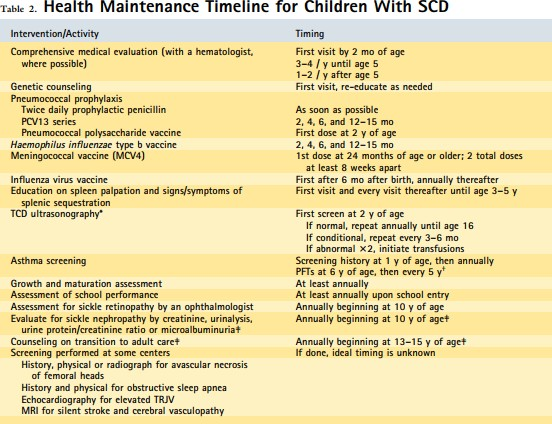 Table 2. Health Maintenance Timeline for Children With SCD
Intervention/Activity Timing
Comprehensive medical evaluation (with a hematologist, First visit by 2 mo of age
where possible) 3–4 / y until age 5
1–2 / y after age 5
Genetic counseling First visit, re-educate as needed
Pneumococcal prophylaxis
Twice daily prophylactic penicillin As soon as possible
PCV13 series 2, 4, 6, and 12–15 mo
Pneumococcal polysaccharide vaccine First dose at 2 y of age
Haemophilus influenzae type b vaccine 2, 4, 6, and 12–15 mo
Meningococcal vaccine (MCV4) 1st dose at 24 months of age or older; 2 total doses
at least 8 weeks apart
Influenza virus vaccine First after 6 mo after birth, annually thereafter
Education on spleen palpation and signs/symptoms of First visit and every visit thereafter until age 3–5 y
splenic sequestration
TCD ultrasonography* First screen at 2 y of age
If normal, repeat annually until age 16
If conditional, repeat every 3–6 mo
If abnormal ×2, initiate transfusions
Asthma screening Screening history at 1 y of age, then annually
PFTs at 6 y of age, then every 5 y†
Growth and maturation assessment At least annually
Assessment of school performance At least annually upon school entry
Assessment for sickle retinopathy by an ophthalmologist Annually beginning at 10 y of age
Evaluate for sickle nephropathy by creatinine, urinalysis, Annually beginning at 10 y of age‡
urine protein/creatinine ratio or microalbuminuria‡
Counseling on transition to adult care‡ Annually beginning at 13–15 y of age‡
Screening performed at some centers If done, ideal timing is unknown
History, physical or radiograph for avascular necrosis
of femoral heads
History and physical for obstructive sleep apnea
Echocardiography for elevated TRJV
MRI for silent stroke and cerebral vasculopathy